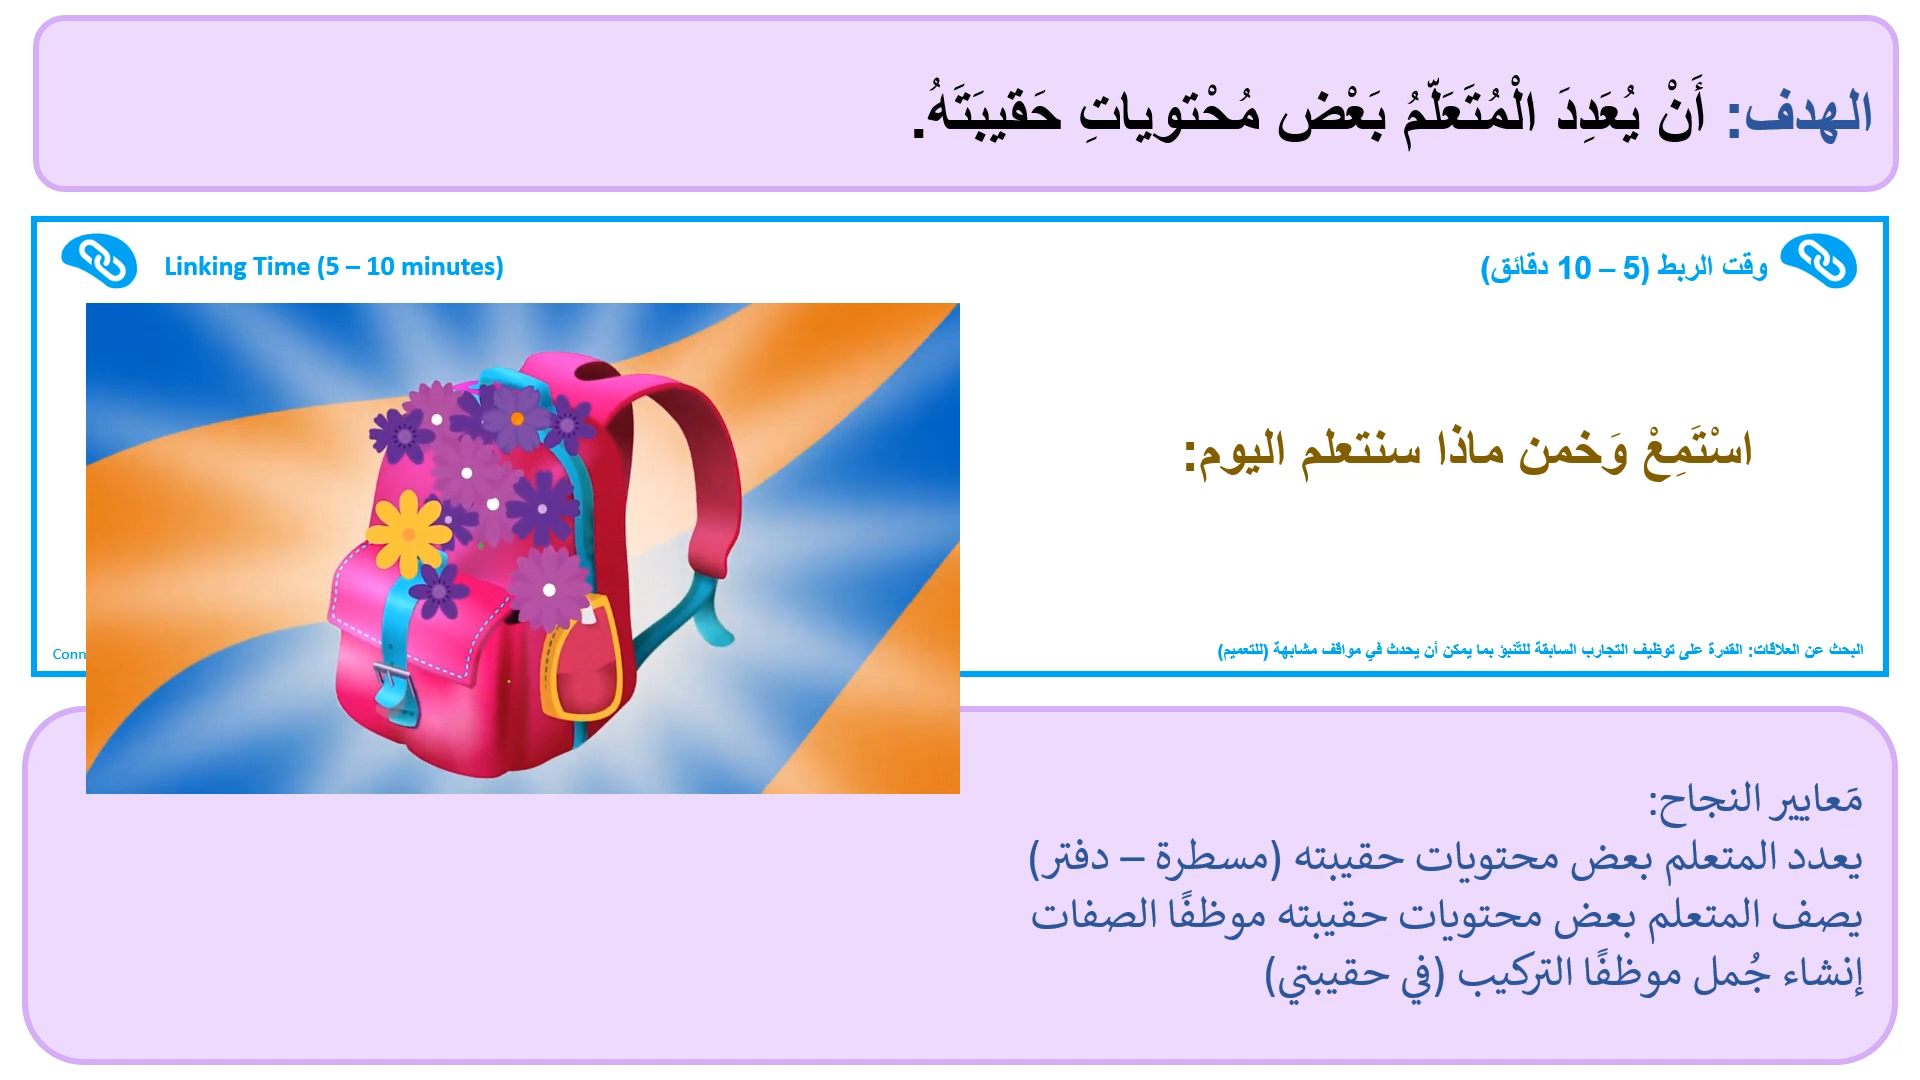 الهدف: أَنْ يُعَدِدَ الْمُتَعَلّمُ بَعْض مُحْتوياتِ حَقيبَتَهُ.
وقت الربط (5 – 10 دقائق)
Linking Time (5 – 10 minutes)
اسْتَمِعْ وَخمن ماذا سنتعلم اليوم:
البحث عن العلاقات: القدرة على توظيف التجارب السابقة للتّنبؤ بما يمكن أن يحدث في مواقف مشابهة (للتعميم)
Conn
مَعايير النجاح:
يعدد المتعلم بعض محتويات حقيبته (مسطرة – دفتر)
يصف المتعلم بعض محتويات حقيبته موظفًا الصفات
إنشاء جُمل موظفًا التركيب (في حقيبتي)